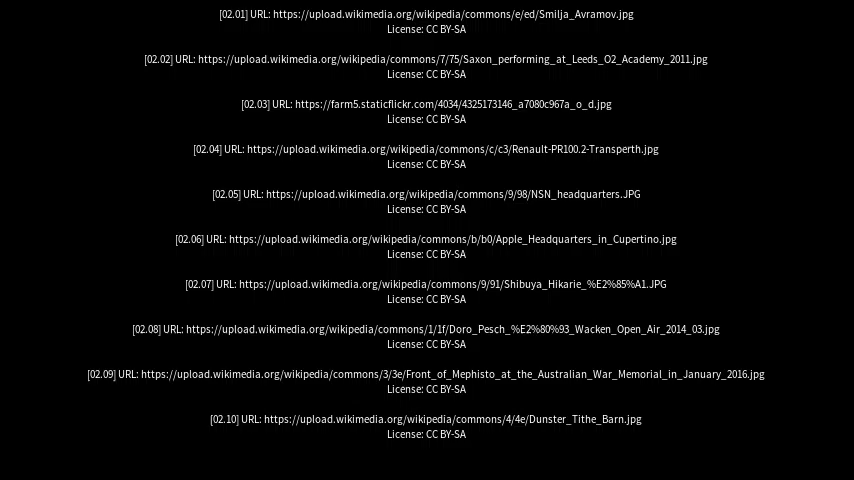 [02.01] URL: https://upload.wikimedia.org/wikipedia/commons/e/ed/Smilja_Avramov.jpg
License: CC BY-SA
[02.02] URL: https://upload.wikimedia.org/wikipedia/commons/7/75/Saxon_performing_at_Leeds_O2_Academy_2011.jpg
License: CC BY-SA
[02.03] URL: https://farm5.staticflickr.com/4034/4325173146_a7080c967a_o_d.jpg
License: CC BY-SA
[02.04] URL: https://upload.wikimedia.org/wikipedia/commons/c/c3/Renault-PR100.2-Transperth.jpg
License: CC BY-SA
[02.05] URL: https://upload.wikimedia.org/wikipedia/commons/9/98/NSN_headquarters.JPG
License: CC BY-SA
[02.06] URL: https://upload.wikimedia.org/wikipedia/commons/b/b0/Apple_Headquarters_in_Cupertino.jpg
License: CC BY-SA
[02.07] URL: https://upload.wikimedia.org/wikipedia/commons/9/91/Shibuya_Hikarie_%E2%85%A1.JPG
License: CC BY-SA
[02.08] URL: https://upload.wikimedia.org/wikipedia/commons/1/1f/Doro_Pesch_%E2%80%93_Wacken_Open_Air_2014_03.jpg
License: CC BY-SA
[02.09] URL: https://upload.wikimedia.org/wikipedia/commons/3/3e/Front_of_Mephisto_at_the_Australian_War_Memorial_in_January_2016.jpg
License: CC BY-SA
[02.10] URL: https://upload.wikimedia.org/wikipedia/commons/4/4e/Dunster_Tithe_Barn.jpg
License: CC BY-SA